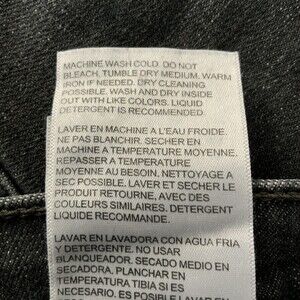 MACHINE WASH COLD. DO NOT
BLEACH, TUMBLE DRY MEDIUM. WARM
IRON IF NEEDED. DRY CLEANING
POSSIBLE. WASH AND DRY INSIDE
OUT WITH LIKE COLORS. LIQUID
DETERGENT IS RECOMMENDED.
LAVER EN MACHINE A L'EAU FROIDE.
NE PAS BLANCHIR. SECHER EN
MACHINE A TEMPERATURE MOYENNE.
REPASSER A TEMPERATURE
MOYENNE AU BESOIN. NETTOYAGE A
SEC POSSIBLE. LAVER ET SECHER LE
PRODUIT RETOURNE, AVEC DES
COULEURS SIMILAIRES. DETERGENT
LIQUIDE RECOMMANDE.
LAVAR EN LAVADORA CON AGUA FRIA
Y DETERGENTE. NO USAR
BLANQUEADOR. SECADO MEDIO EN
SECADORA. PLANCHAR EN
TEMPERATURA TIBIA SI ES
NECESARIO. ES POSIBLE LAVAR